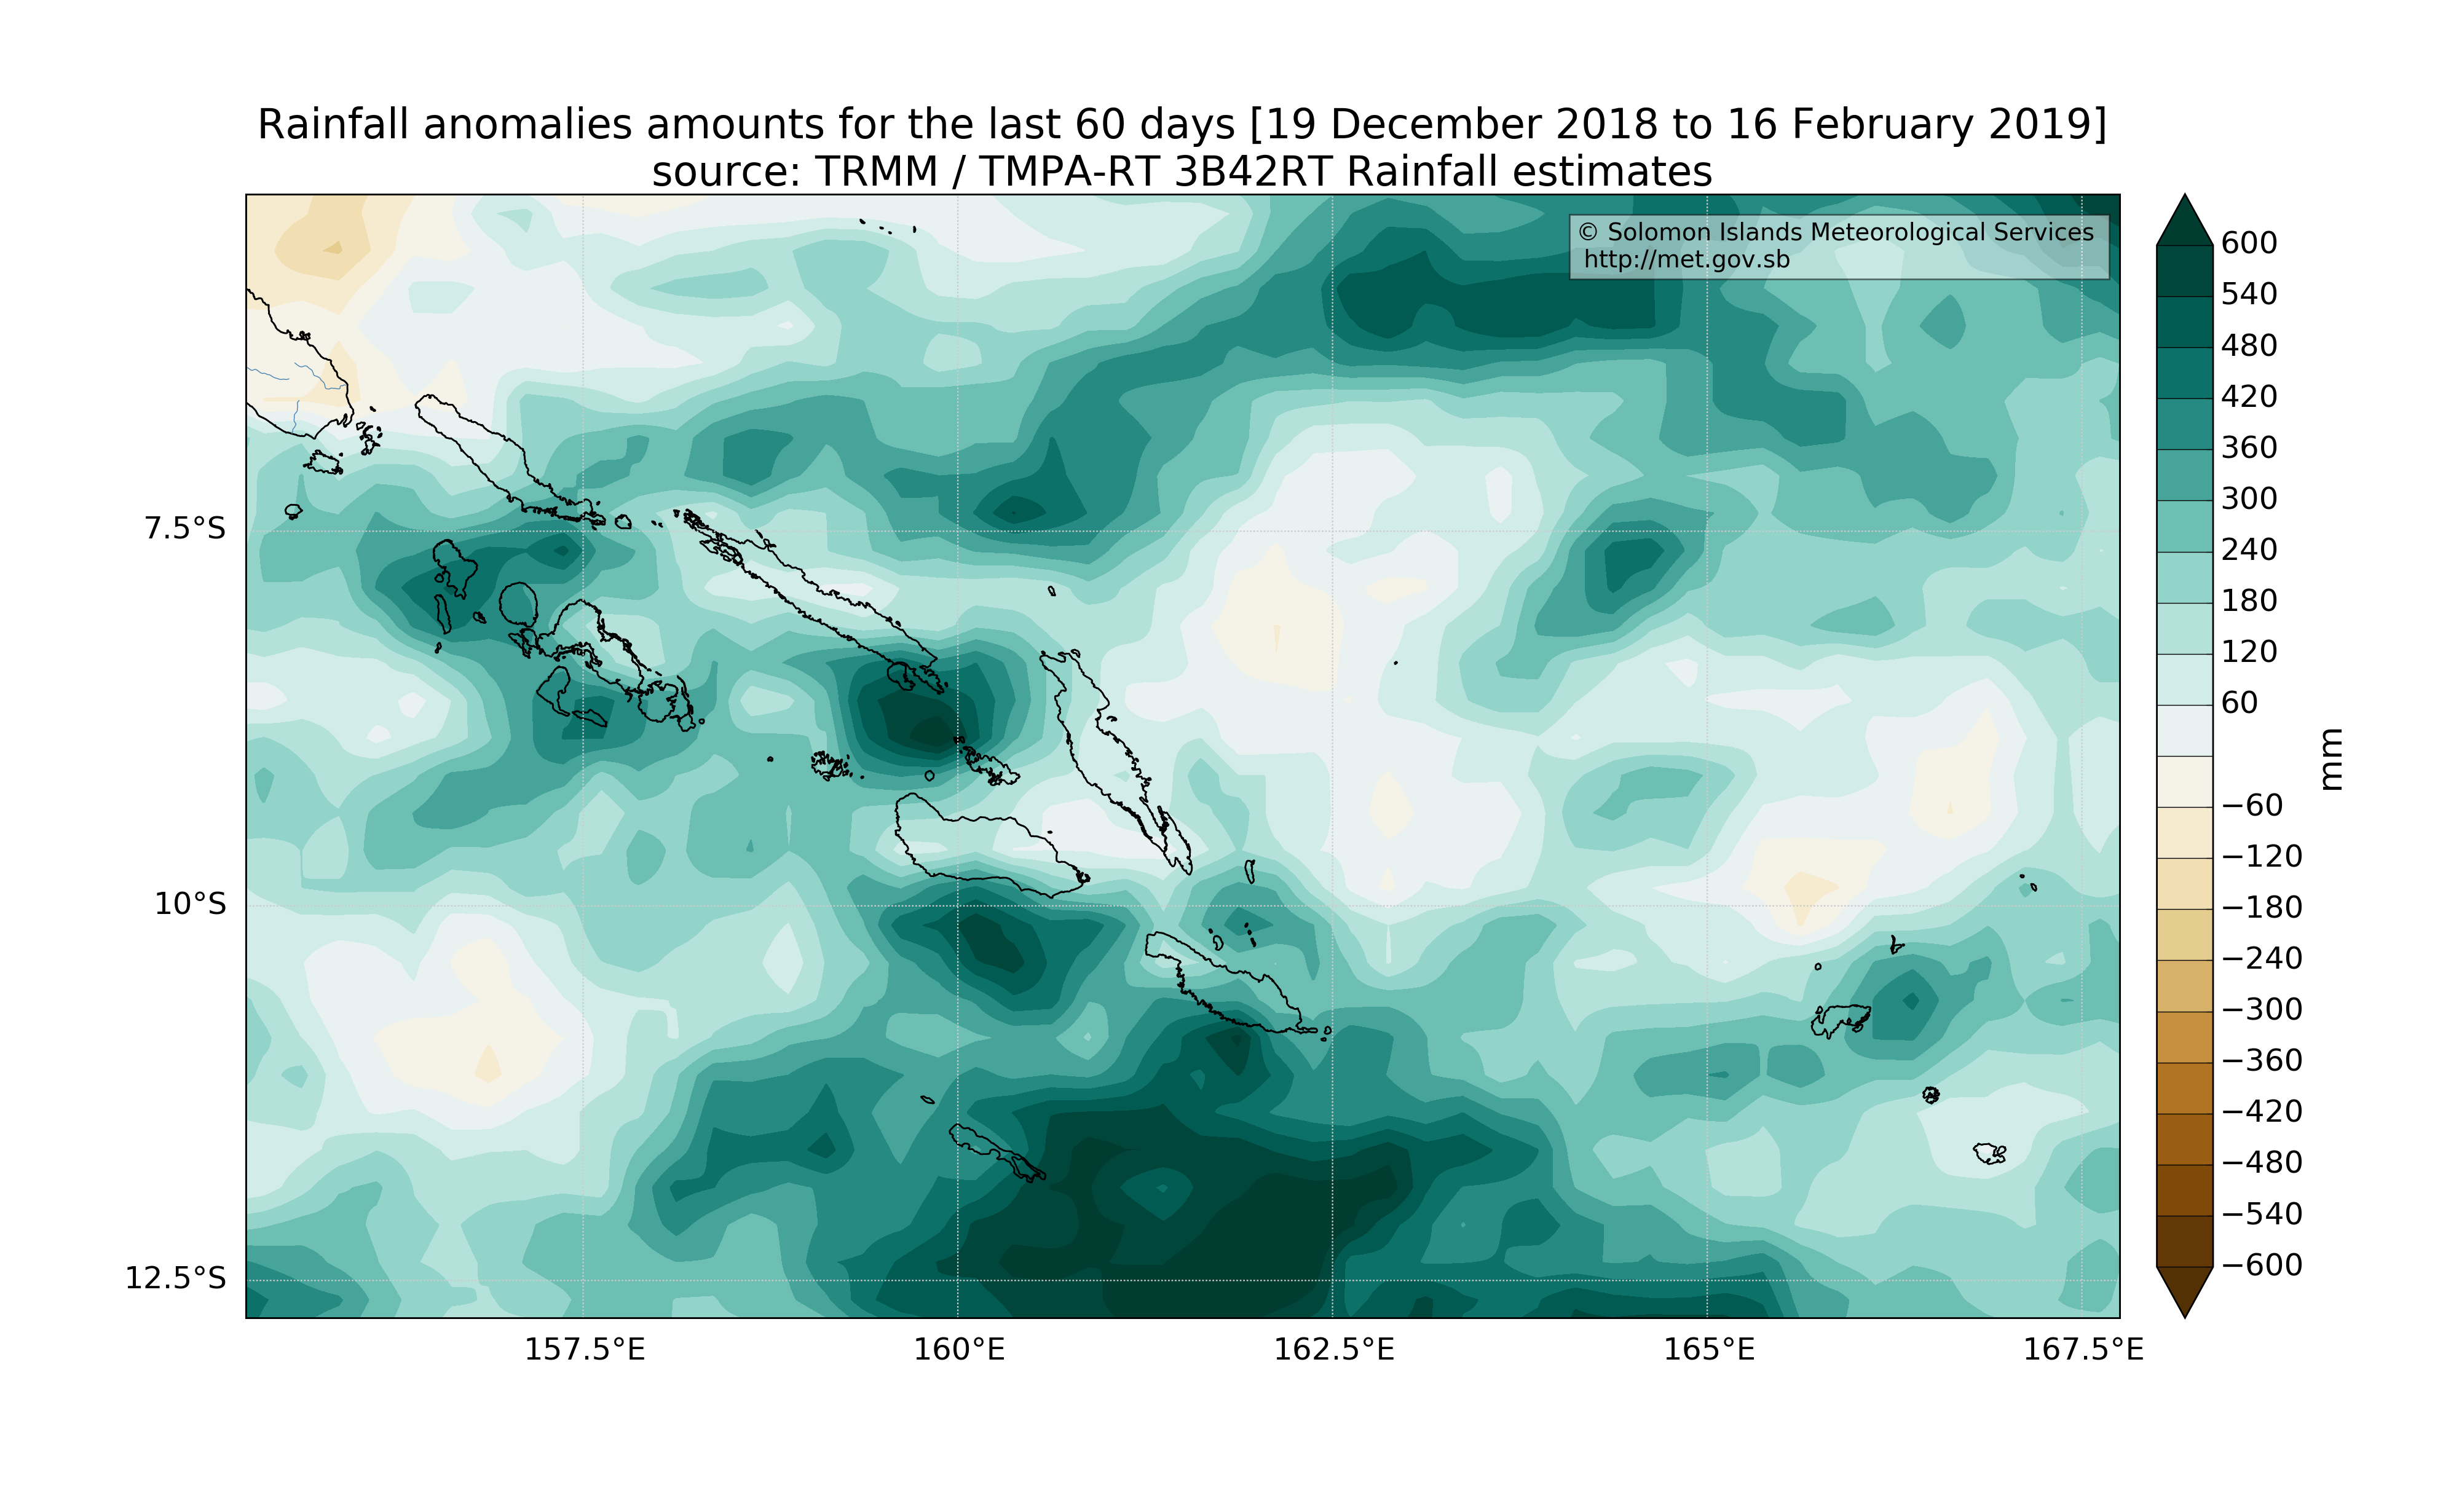 Rainfall anomalies amounts for the last 60 days [19 December 2018 to 16 February 2019]
source: TRMM / TMPA-RT 3B42RT Rainfall estimates
© Solomon Islands Meteorological Services
http://met.gov.sb
7.5°S
10°S
12.5°S
157.5°E
160°E
162.5°E
165°E
167.5°E
600
540
480
420
360
300
240
180
120
60
−60
−120
−180
−240
−300
−360
−420
−480
−540
−600
mm